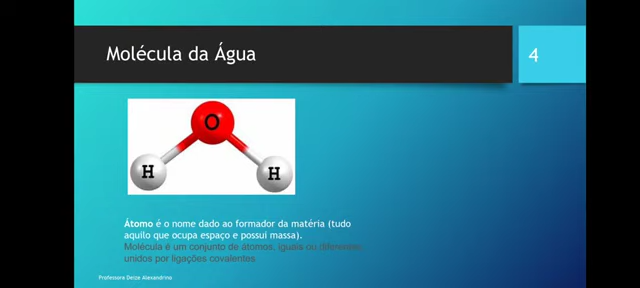 Molécula da Água
4
O
H
H
Átomo é o nome dado ao formador da matéria (tudo
aquilo que ocupa espaço e possui massa).
Molécula é um conjunto de átomos, iguais ou diferentes,
unidos por ligações covalentes
Professora Deize Alexandrino